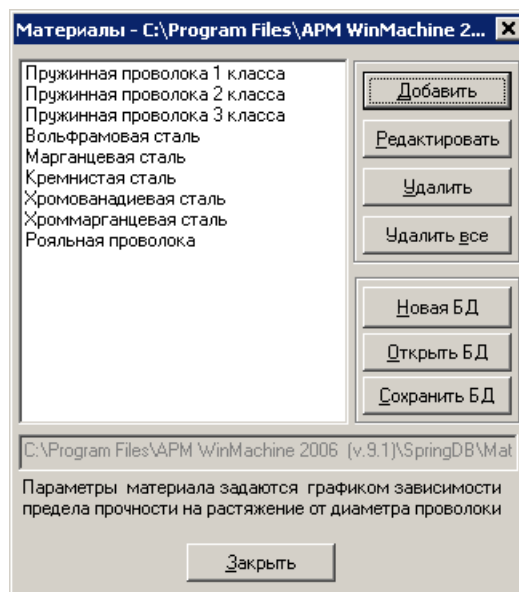 Материалы - C:\Program Files\APM WinMachine 2...
Пружинная проволока 1 класса
Пружинная проволока 2 класса
Пружинная проволока 3 класса
Вольфрамовая сталь
Марганцевая сталь
Кремнистая сталь
Хромованадиевая сталь
Хроммарганцевая сталь
Рояльная проволока
Добавить
Редактировать
Удалить
Удалить все
Новая БД
Открыть БД
Сохранить БД
C:\Program Files\APM WinMachine 2006 (v.9.1)\SpringDB\Mat
Параметры материала задаются графиком зависимости
предела прочности на растяжение от диаметра проволоки
Закрыть